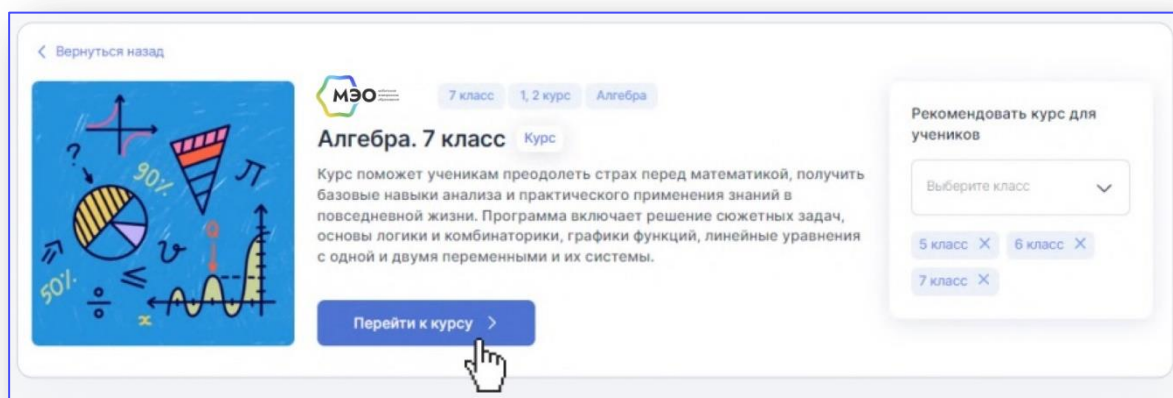 Вернуться назад
? 90% π
50% ≤ υ Q
÷ x
МЭО
7 класс 1, 2 курс Алгебра
Алгебра. 7 класс Курс
Курс поможет ученикам преодолеть страх перед математикой, получить
базовые навыки анализа и практического применения знаний в
повседневной жизни. Программа включает решение сюжетных задач,
основы логики и комбинаторики, графики функций, линейные уравнения
с одной и двумя переменными и их системы.
Перейти к курсу
Рекомендовать курс для
учеников
Выберите класс
5 класс 6 класс
7 класс